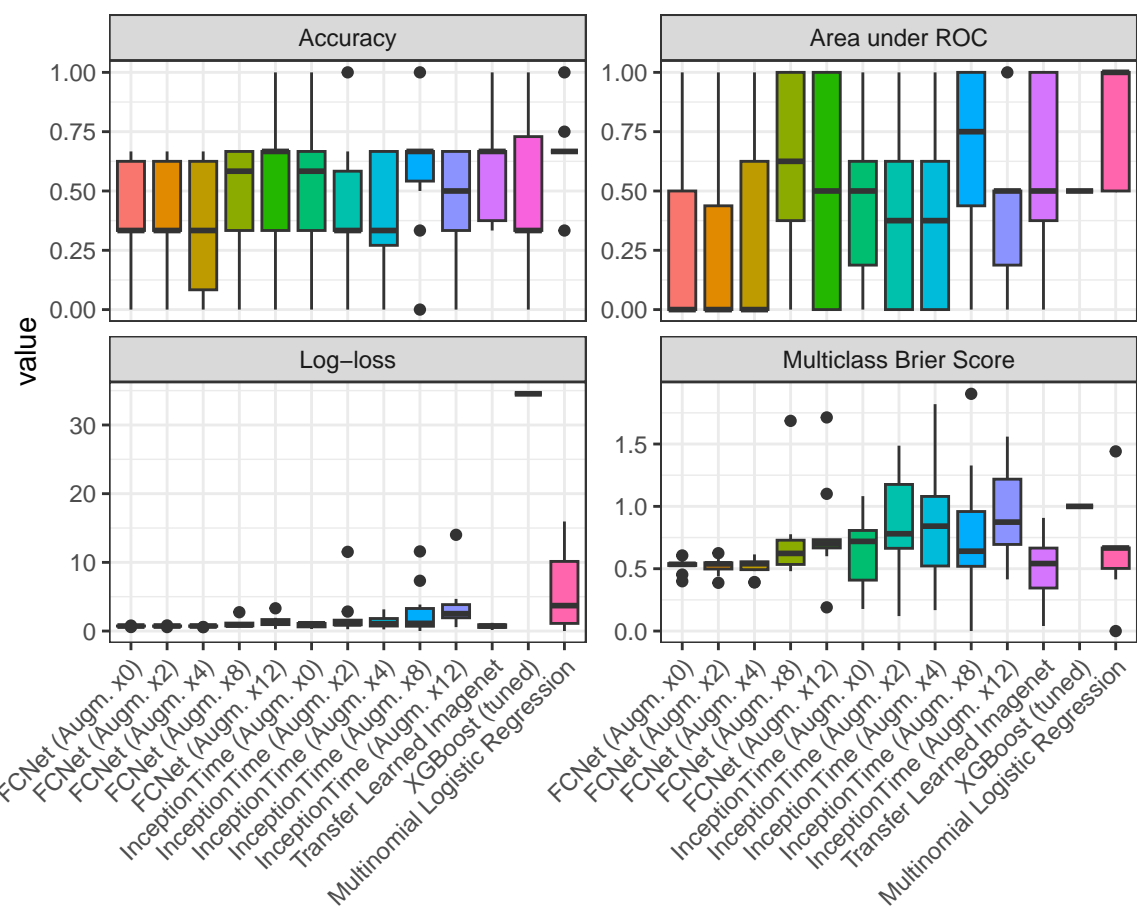 Accuracy
Area under ROC
1.00
0.75
0.50
0.25
0.00
1.00
0.75
0.50
0.25
0.00
value
Log−loss
Multiclass Brier Score
30
20
10
0
1.5
1.0
0.5
0.0
FCNet (Augm. x0)
FCNet (Augm. x2)
FCNet (Augm. x4)
FCNet (Augm. x8)
FCNet (Augm. x12)
InceptionTime (Augm. x0)
InceptionTime (Augm. x2)
InceptionTime (Augm. x4)
InceptionTime (Augm. x8)
InceptionTime (Augm. x12)
Transfer Learned Imagenet
XGBoost (tuned)
Multinomial Logistic Regression
FCNet (Augm. x0)
FCNet (Augm. x2)
FCNet (Augm. x4)
FCNet (Augm. x8)
FCNet (Augm. x12)
InceptionTime (Augm. x0)
InceptionTime (Augm. x2)
InceptionTime (Augm. x4)
InceptionTime (Augm. x8)
InceptionTime (Augm. x12)
Transfer Learned Imagenet
XGBoost (tuned)
Multinomial Logistic Regression